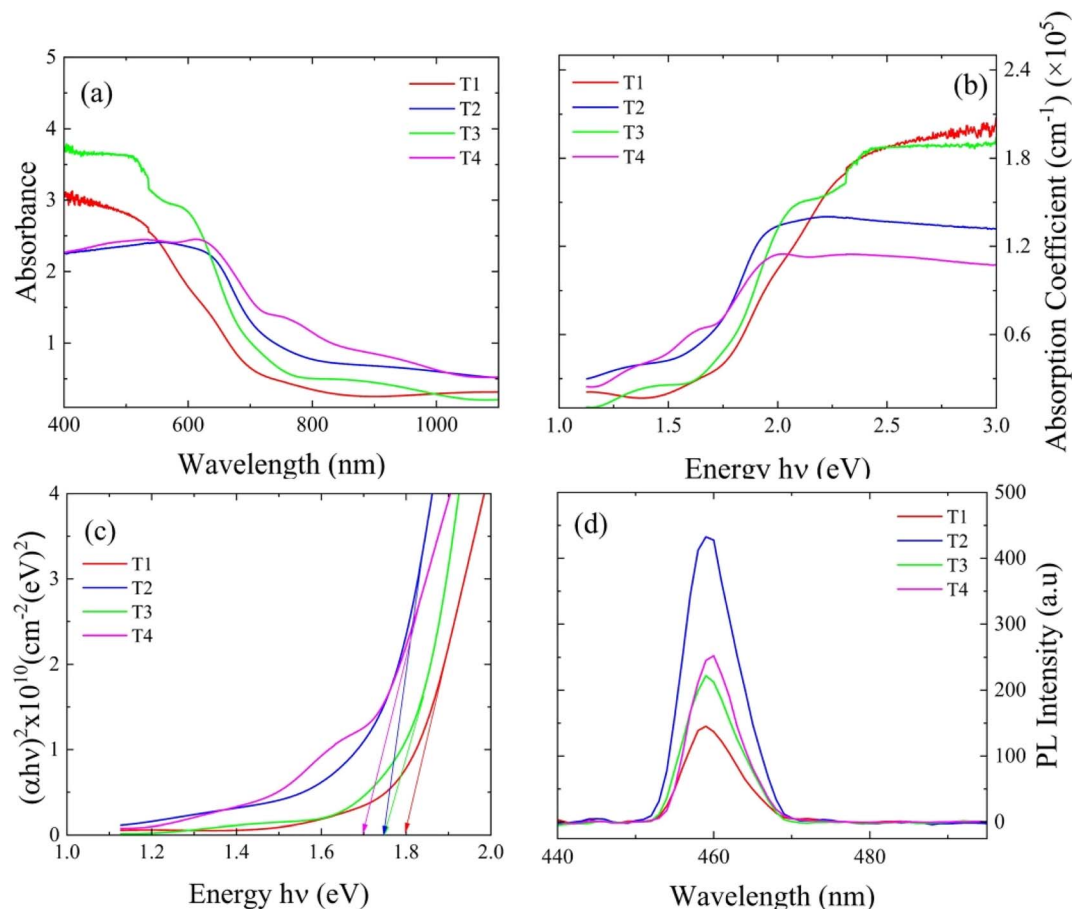 (a)
T1
T2
T3
T4
5
4
3
2
1
400
600
800
1000
Absorbance
Wavelength (nm)
(b)
T1
T2
T3
T4
2.4
1.8
1.2
0.6
1.0
1.5
2.0
2.5
3.0
Absorption Coefficient (cm⁻¹) (×10⁵)
Energy hν (eV)
(c)
T1
T2
T3
T4
4
3
2
1
0
1.0
1.2
1.4
1.6
1.8
2.0
(αhν)²x10¹⁰(cm⁻²(eV)²)
Energy hν (eV)
(d)
T1
T2
T3
T4
500
400
300
200
100
0
440
460
480
PL Intensity (a.u)
Wavelength (nm)